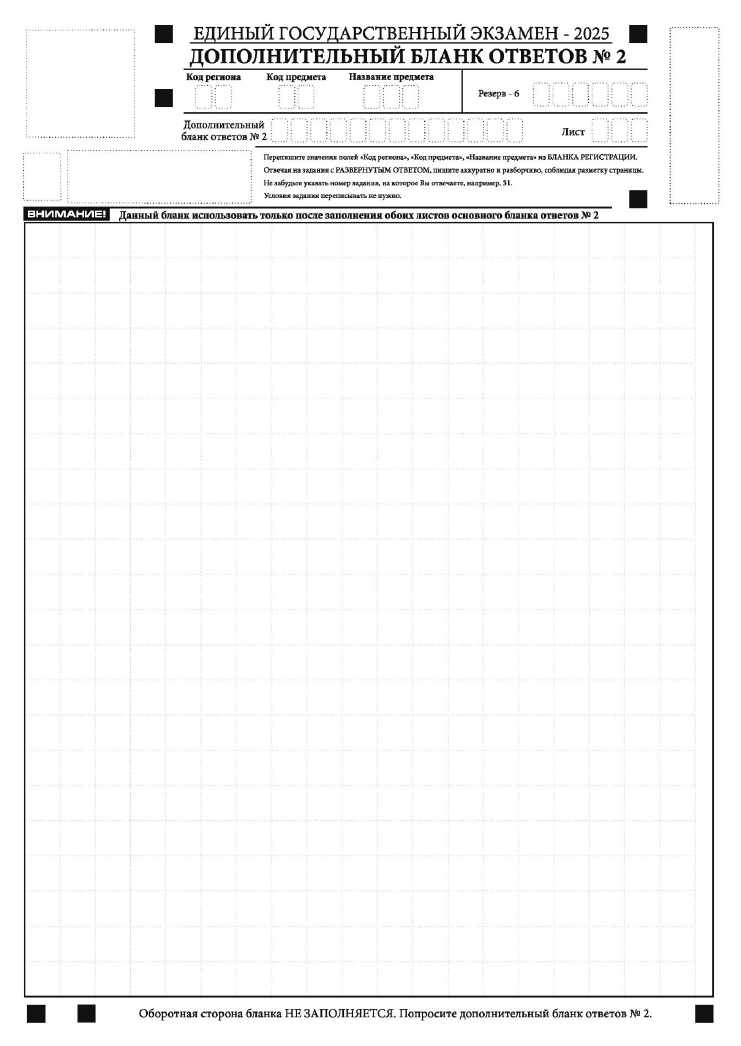 ЕДИНЫЙ ГОСУДАРСТВЕННЫЙ ЭКЗАМЕН - 2025
ДОПОЛНИТЕЛЬНЫЙ БЛАНК ОТВЕТОВ № 2
Код региона Код предмета Название предмета
Резерв - 6
Дополнительный
бланк ответов № 2
Лист
Перепишите значения полей «Код региона», «Код предмета», «Название предмета» из БЛАНКА РЕГИСТРАЦИИ.
Отвечая на задания с РАЗВЕРНУТЫМ ОТВЕТОМ, пишите аккуратно и разборчиво, соблюдая разметку страницы.
Не забудьте указать номер задания, на которое Вы отвечаете, например, 31.
Условия задания переписывать не нужно.
ВНИМАНИЕ! Данный бланк использовать только после заполнения обоих листов основного бланка ответов № 2
Оборотная сторона бланка НЕ ЗАПОЛНЯЕТСЯ. Попросите дополнительный бланк ответов № 2.